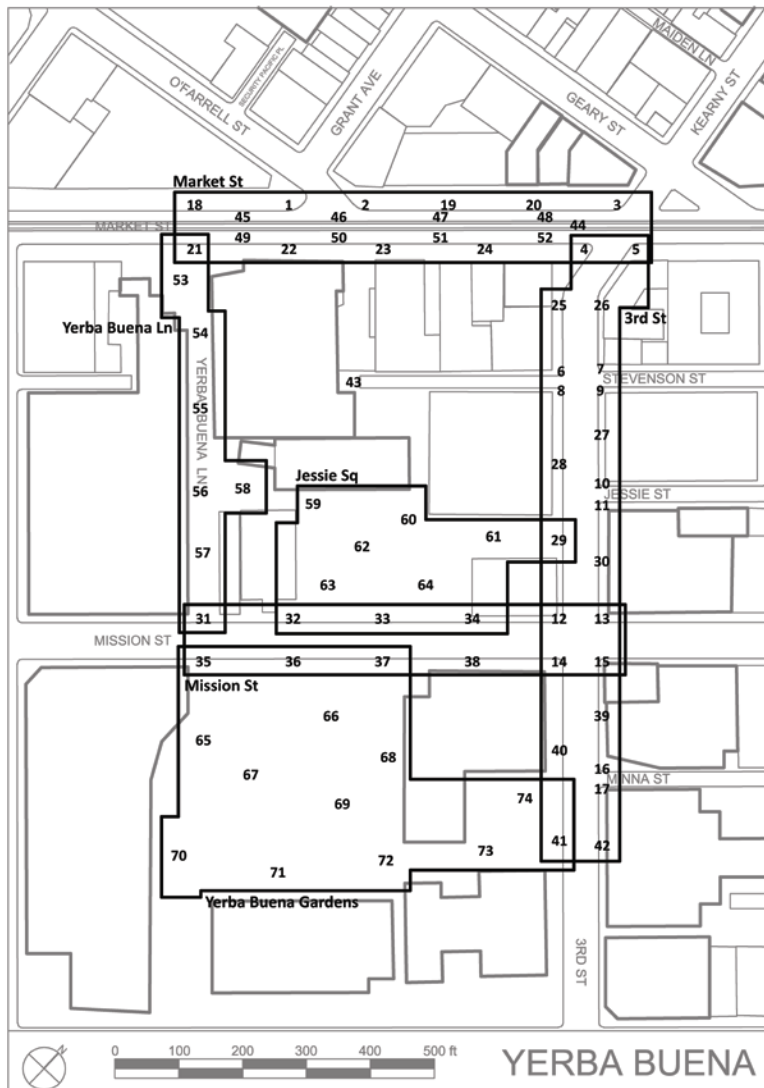 MAIDEN LN
SECURITY PACIFIC PL
O'FARRELL ST
GRANT AVE
GEARY ST
KEARNY ST
Market St
18 1 2 19 20 3
45 46 47 48
MARKET ST
44
49 50 51 52
21 22 23 24 4 5
53
25 26
3rd St
Yerba Buena Ln
54
YERBA BUENA LN
6 7
STEVENSON ST
43
8 9
55
27
28
Jessie Sq
56 58
10
JESSIE ST
59
11
60
61
29
62
57
30
63 64
31 32 33 34 12 13
MISSION ST
35 36 37 38 14 15
Mission St
66
39
65
68
40
67
16
MINNA ST
17
74
69
41
42
73
70
72
71
Yerba Buena Gardens
3RD ST
N
0 100 200 300 400 500 ft
YERBA BUENA